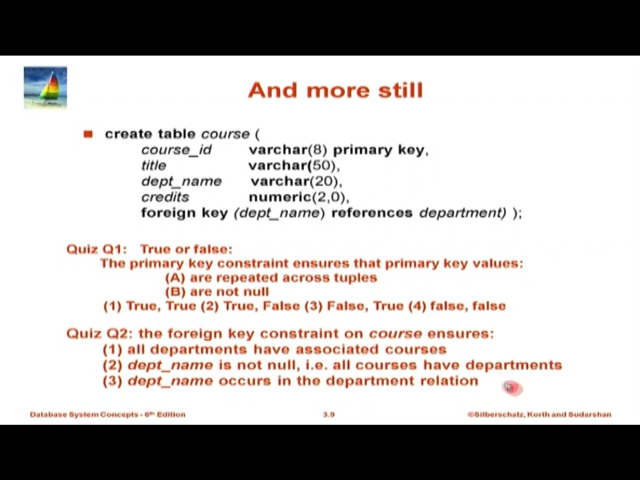 And more still
create table course (
course_id varchar(8) primary key,
title varchar(50),
dept_name varchar(20),
credits numeric(2,0),
foreign key (dept_name) references department) );
Quiz Q1: True or false:
The primary key constraint ensures that primary key values:
(A) are repeated across tuples
(B) are not null
(1) True, True (2) True, False (3) False, True (4) false, false
Quiz Q2: the foreign key constraint on course ensures:
(1) all departments have associated courses
(2) dept_name is not null, i.e. all courses have departments
(3) dept_name occurs in the department relation
Database System Concepts - 6th Edition 3.9 ©Silberschatz, Korth and Sudarshan